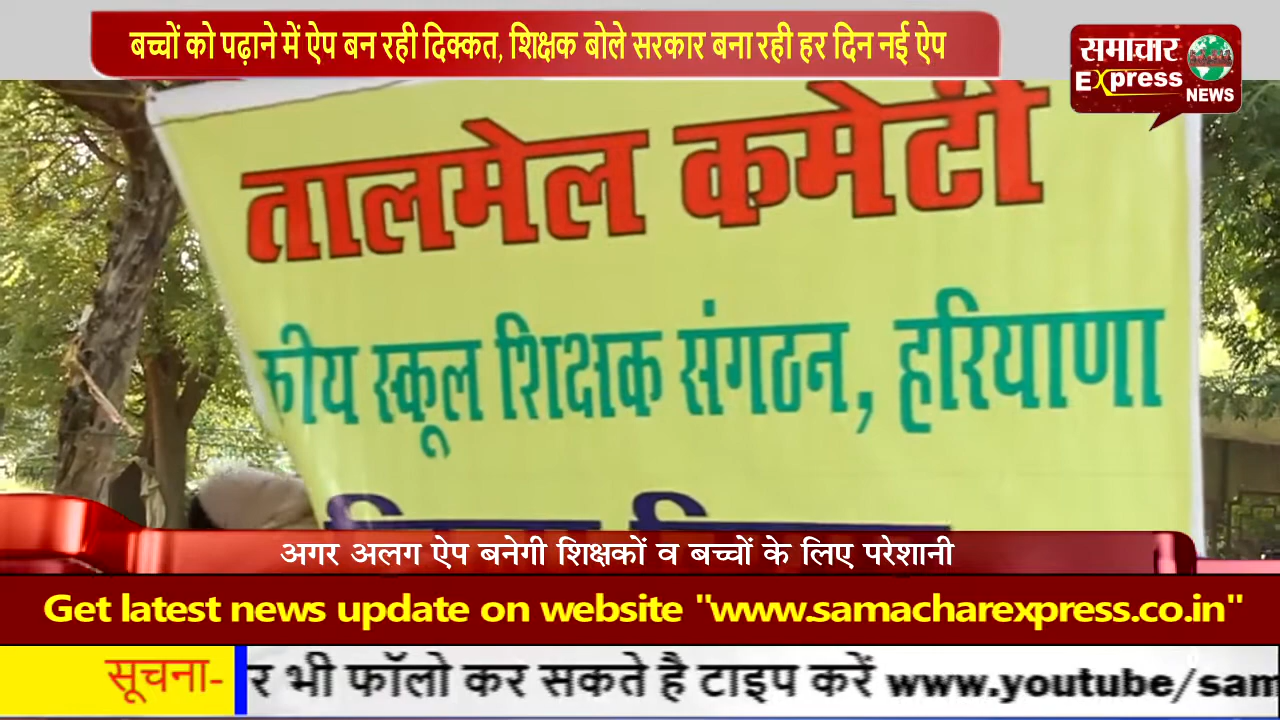 बच्चों को पढ़ाने में ऐप बन रही दिक्कत, शिक्षक बोले सरकार बना रही हर दिन नई ऐप
समाचार
Express
NEWS
तालमेल कमेटी
कीय स्कूल शिक्षक संगठन, हरियाणा
अगर अलग ऐप बनेगी शिक्षकों व बच्चों के लिए परेशानी
Get latest news update on website "www.samacharexpress.co.in"
सूचना- र भी फॉलो कर सकते है टाइप करें www.youtube/sam